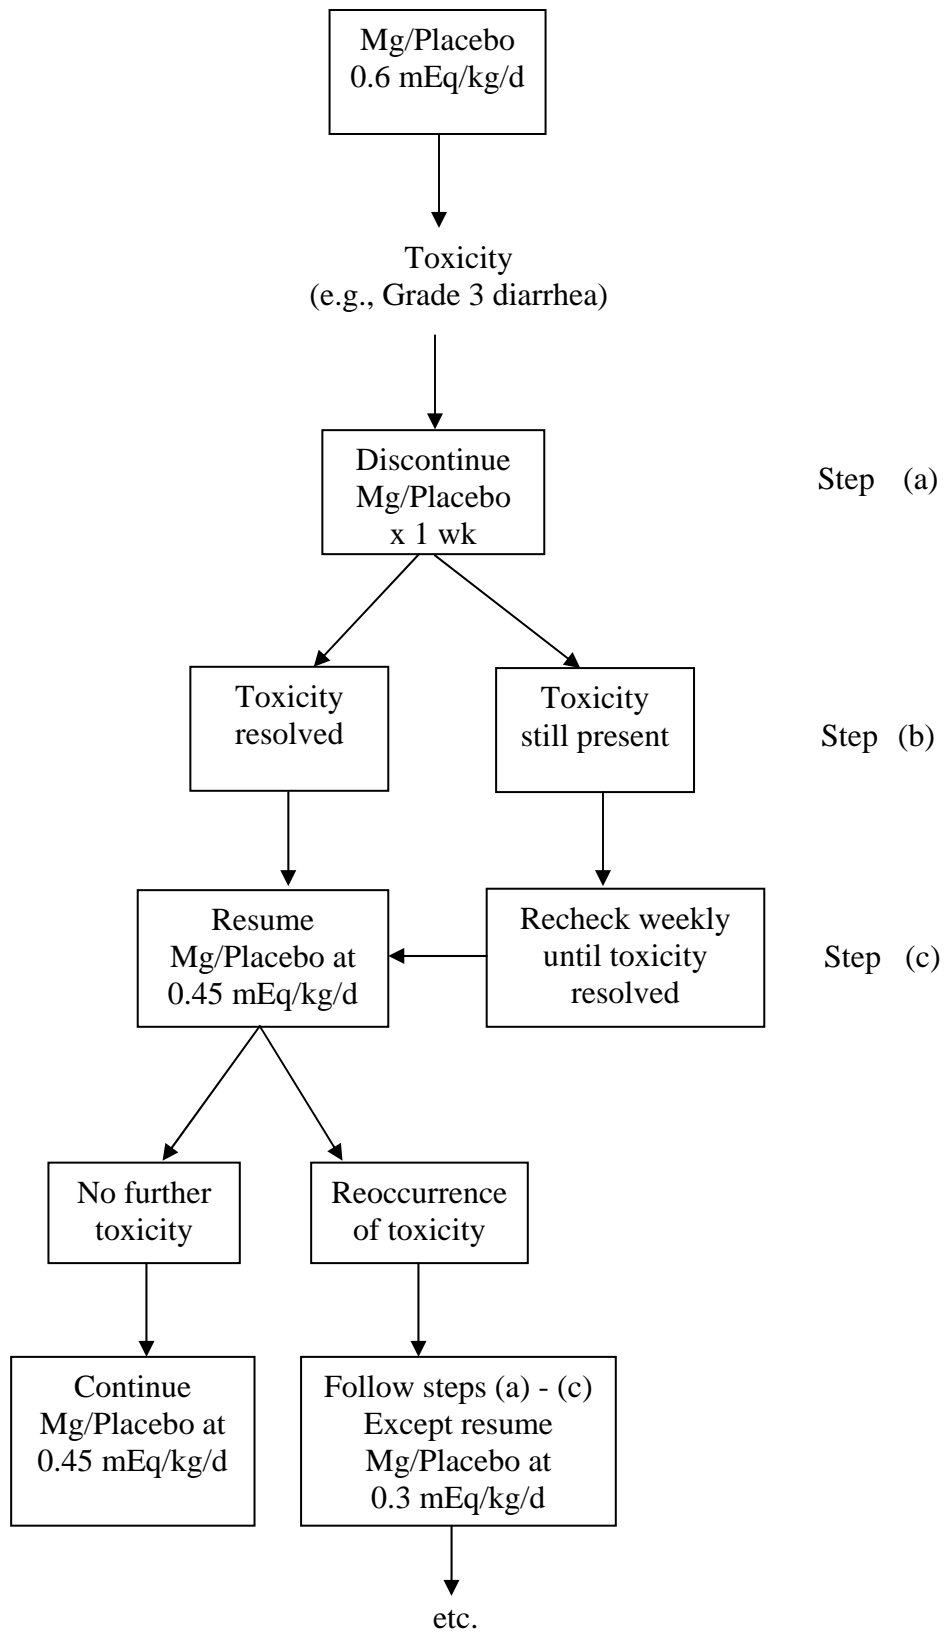 Mg/Placebo
0.6 mEq/kg/d
Toxicity
(e.g., Grade 3 diarrhea)
Discontinue
Mg/Placebo
x 1 wk
Step (a)
Toxicity
resolved
Toxicity
still present
Step (b)
Resume
Mg/Placebo at
0.45 mEq/kg/d
Recheck weekly
until toxicity
resolved
Step (c)
No further
toxicity
Reoccurrence
of toxicity
Continue
Mg/Placebo at
0.45 mEq/kg/d
Follow steps (a) - (c)
Except resume
Mg/Placebo at
0.3 mEq/kg/d
etc.